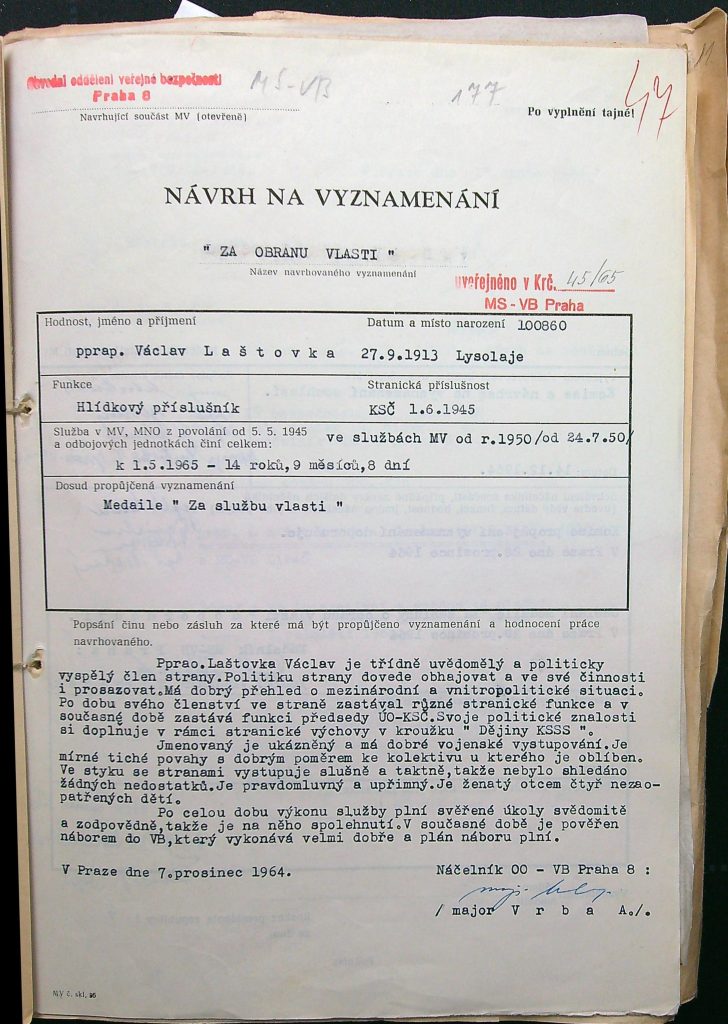 Obvodní oddělení veřejné bezpečnosti
Praha 8
MS-VB
177
47
Navrhující součást MV (otevřeně)
Po vyplnění tajné!
NÁVRH NA VYZNAMENÁNÍ
" ZA OBRANU VLASTI "
Název navrhovaného vyznamenání
uveřejněno v Krč. 45/65
MS - VB Praha
Hodnost, jméno a příjmení
Datum a místo narození 100860
pprap. Václav L a š t o v k a 27.9.1913 Lysolaje
Funkce
Stranická příslušnost
Hlídkový příslušník
KSČ 1.6.1945
Služba v MV, MNO z povolání od 5. 5. 1945
a odbojových jednotkách činí celkem:
ve službách MV od r.1950/od 24.7.50/
k 1.5.1965 - 14 roků,9 měsíců,8 dní
Dosud propůjčená vyznamenání
Medaile " Za službu vlasti "
Popsání činu nebo zásluh za které má být propůjčeno vyznamenání a hodnocení práce
navrhovaného.
Pprao.Laštovka Václav je třídně uvědomělý a politicky
vyspělý člen strany.Politiku strany dovede obhajovat a ve své činnosti
i prosazovat.Má dobrý přehled o mezinárodní a vnitropolitické situaci.
Po dobu svého členství ve straně zastával různé stranické funkce a v
současné době zastává funkci předsedy ÚO-KSČ.Svoje politické znalosti
si doplňuje v rámci stranické výchovy v kroužku " Dějiny KSSS ".
Jmenovaný je ukázněný a má dobré vojenské vystupování.Je
mírné tiché povahy s dobrým poměrem ke kolektivu u kterého je oblíben.
Ve styku se stranami vystupuje slušně a taktně,takže nebylo shledáno
žádných nedostatků.Je pravdomluvný a upřímný.Je ženatý otcem čtyř nezao-
patřených dětí.
Po celou dobu výkonu služby plní svěřené úkoly svědomitě
a zodpovědně,takže je na něho spolehnutí.V současné době je pověřen
náborem do VB,který vykonává velmi dobře a plán náboru plní.
V Praze dne 7.prosinec 1964.
Náčelník OO - VB Praha 8 :
/ major V r b a A./.
MV č. skl. 96